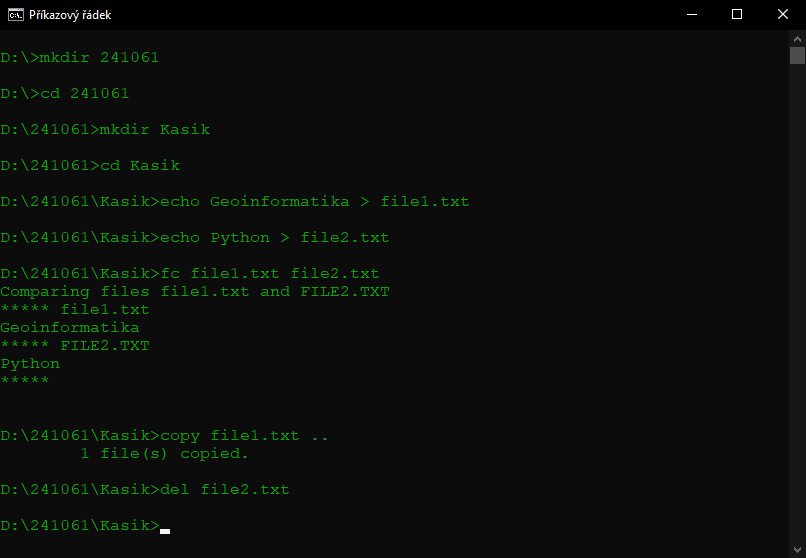 Příkazový řádek
D:\>mkdir 241061
D:\>cd 241061
D:\241061>mkdir Kasik
D:\241061>cd Kasik
D:\241061\Kasik>echo Geoinformatika > file1.txt
D:\241061\Kasik>echo Python > file2.txt
D:\241061\Kasik>fc file1.txt file2.txt
Comparing files file1.txt and FILE2.TXT
***** file1.txt
Geoinformatika
***** FILE2.TXT
Python
*****
D:\241061\Kasik>copy file1.txt ..
        1 file(s) copied.
D:\241061\Kasik>del file2.txt
D:\241061\Kasik>